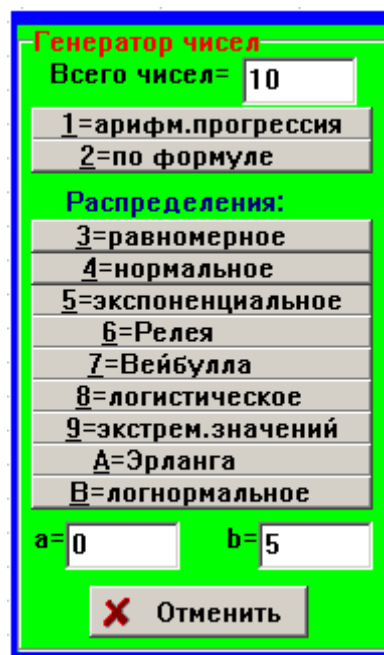 Генератор чисел
Всего чисел= 10
1=арифм.прогрессия
2=по формуле
Распределения:
3=равномерное
4=нормальное
5=экспоненциальное
6=Релея
7=Вейбулла
8=логистическое
9=экстрем.значений
A=Эрланга
B=логнормальное
a= 0 b= 5
Отменить